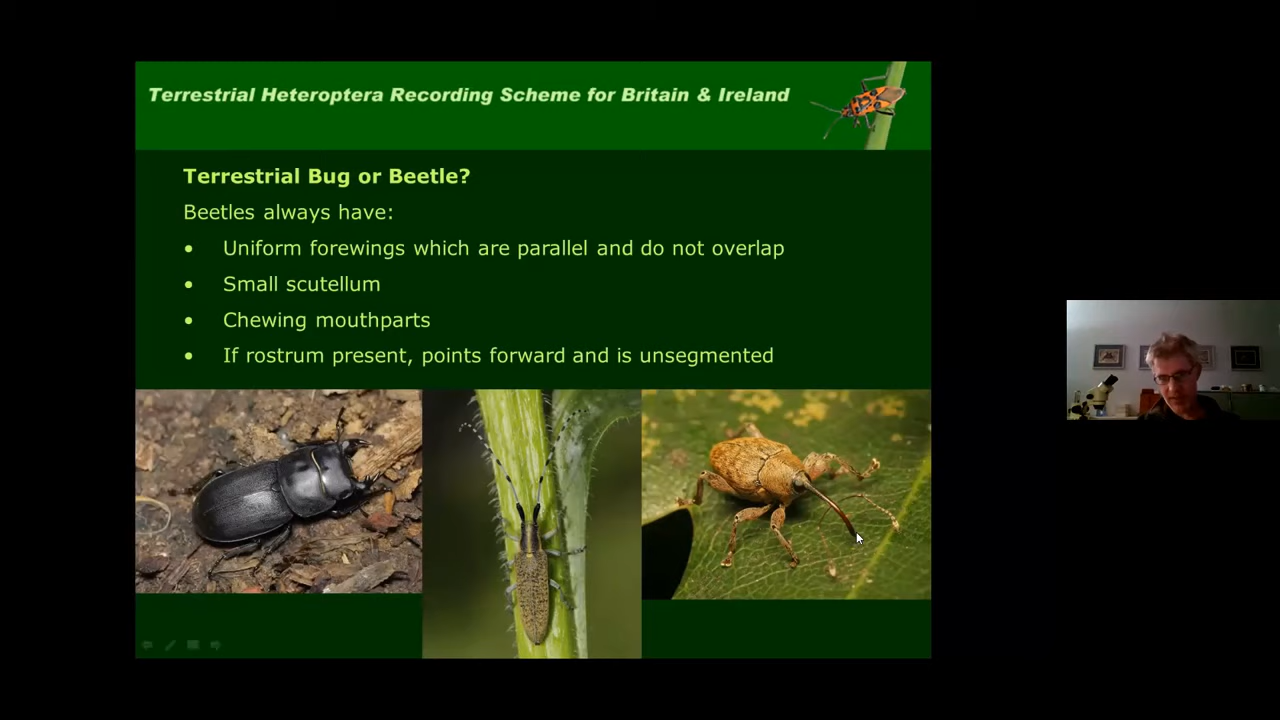 Terrestrial Heteroptera Recording Scheme for Britain & Ireland
Terrestrial Bug or Beetle?
Beetles always have:
• Uniform forewings which are parallel and do not overlap
• Small scutellum
• Chewing mouthparts
• If rostrum present, points forward and is unsegmented